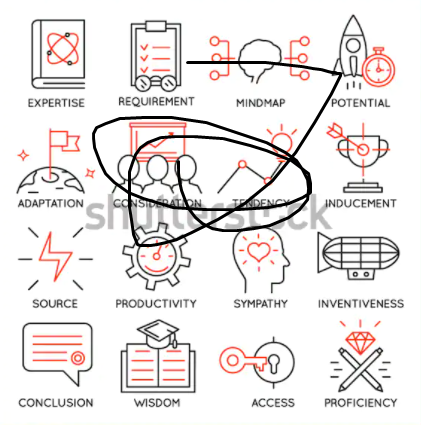 EXPERTISE REQUIREMENT MINDMAP POTENTIAL
ADAPTATION CONSIDERATION TENDENCY INDUCEMENT
shutterstock
SOURCE PRODUCTIVITY SYMPATHY INVENTIVENESS
CONCLUSION WISDOM ACCESS PROFICIENCY